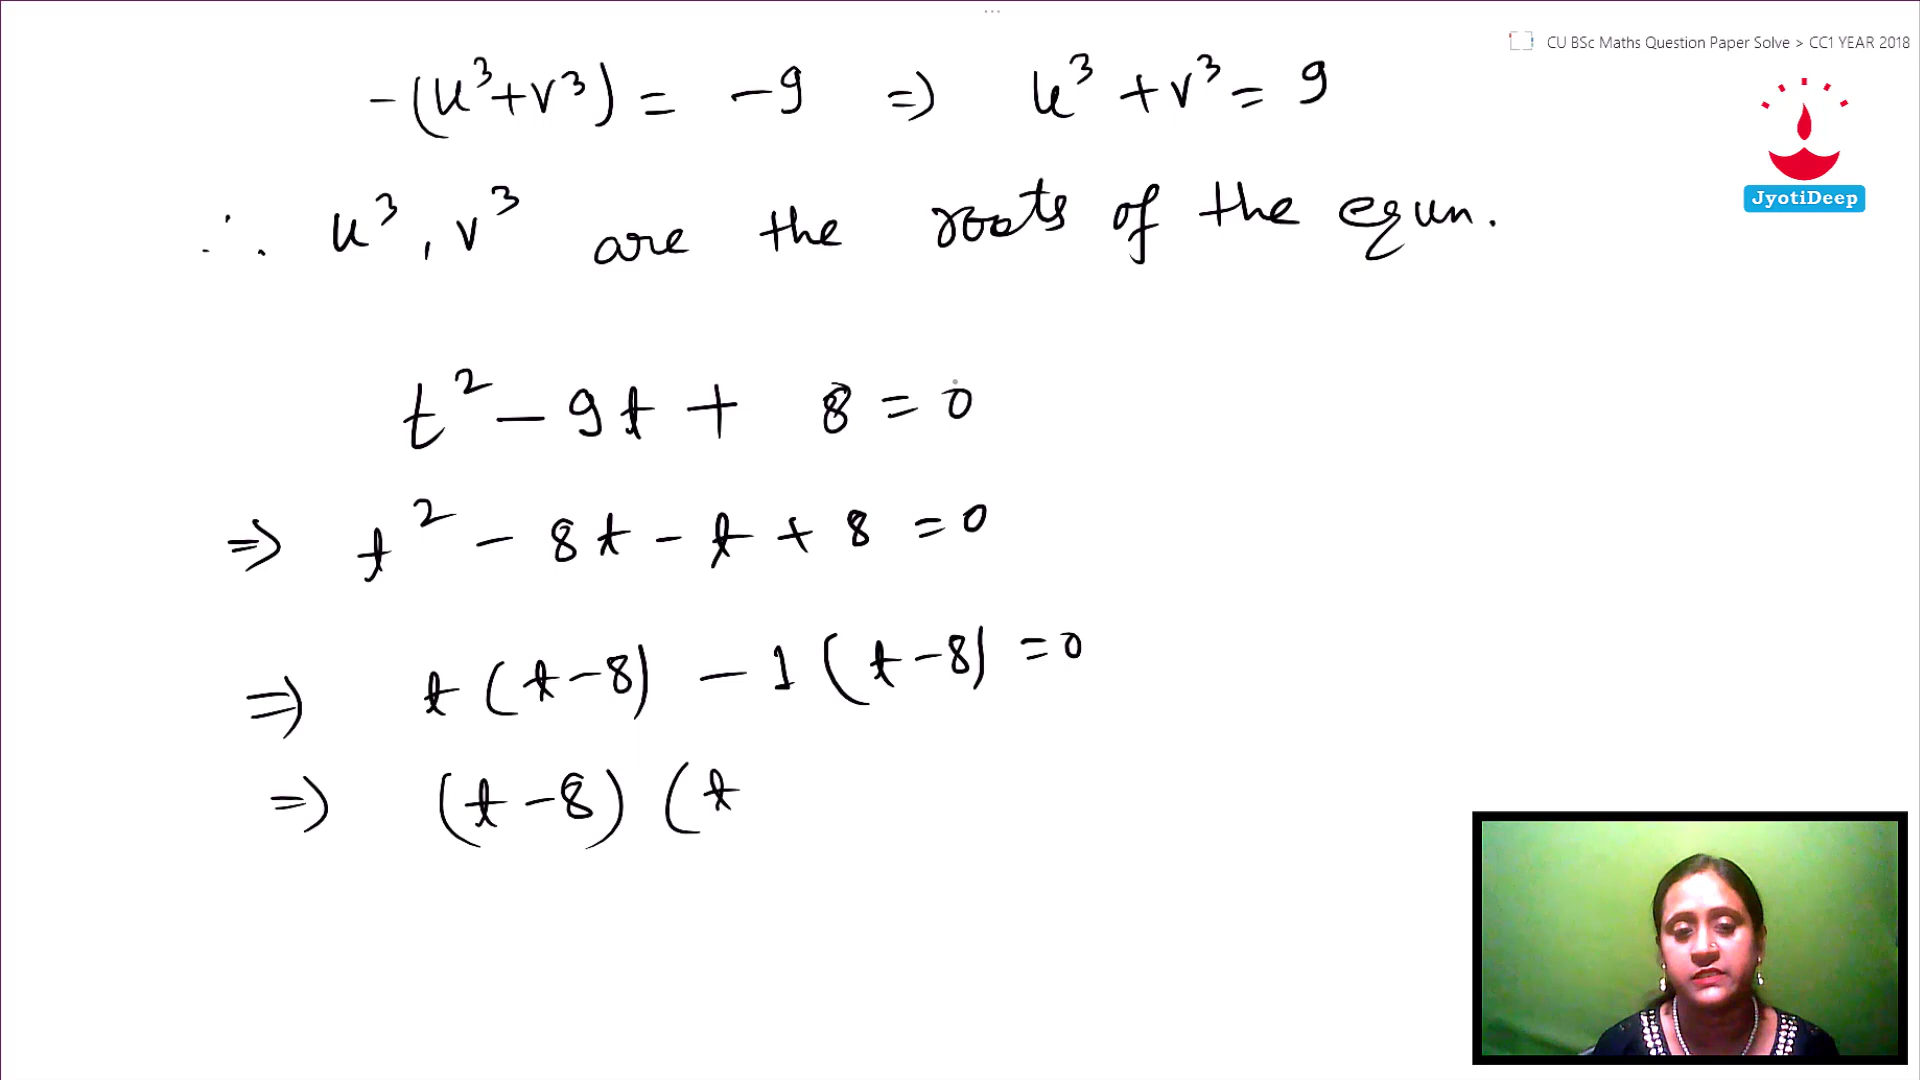 CU BSc Maths Question Paper Solve > CC1 YEAR 2018
-(u³+v³) = -9 => u³ + v³ = 9
JyotiDeep
∴ u³, v³ are the roots of the equn.
t² - 9t + 8 = 0
=> t² - 8t - t + 8 = 0
=> t (t-8) - 1 (t-8) = 0
=> (t-8) (t